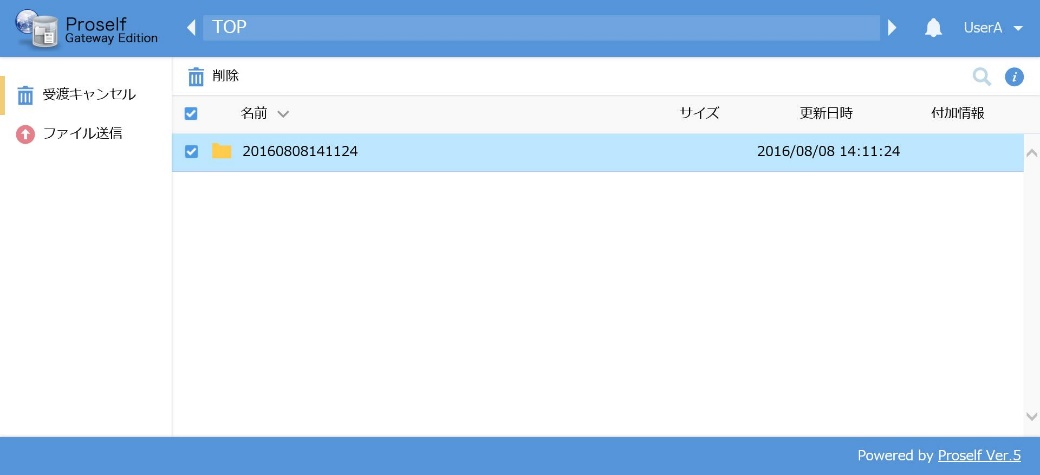 Proself
Gateway Edition
TOP
UserA
受渡キャンセル
ファイル送信
削除
名前 サイズ 更新日時 付加情報
20160808141124 2016/08/08 14:11:24
Powered by Proself Ver.5